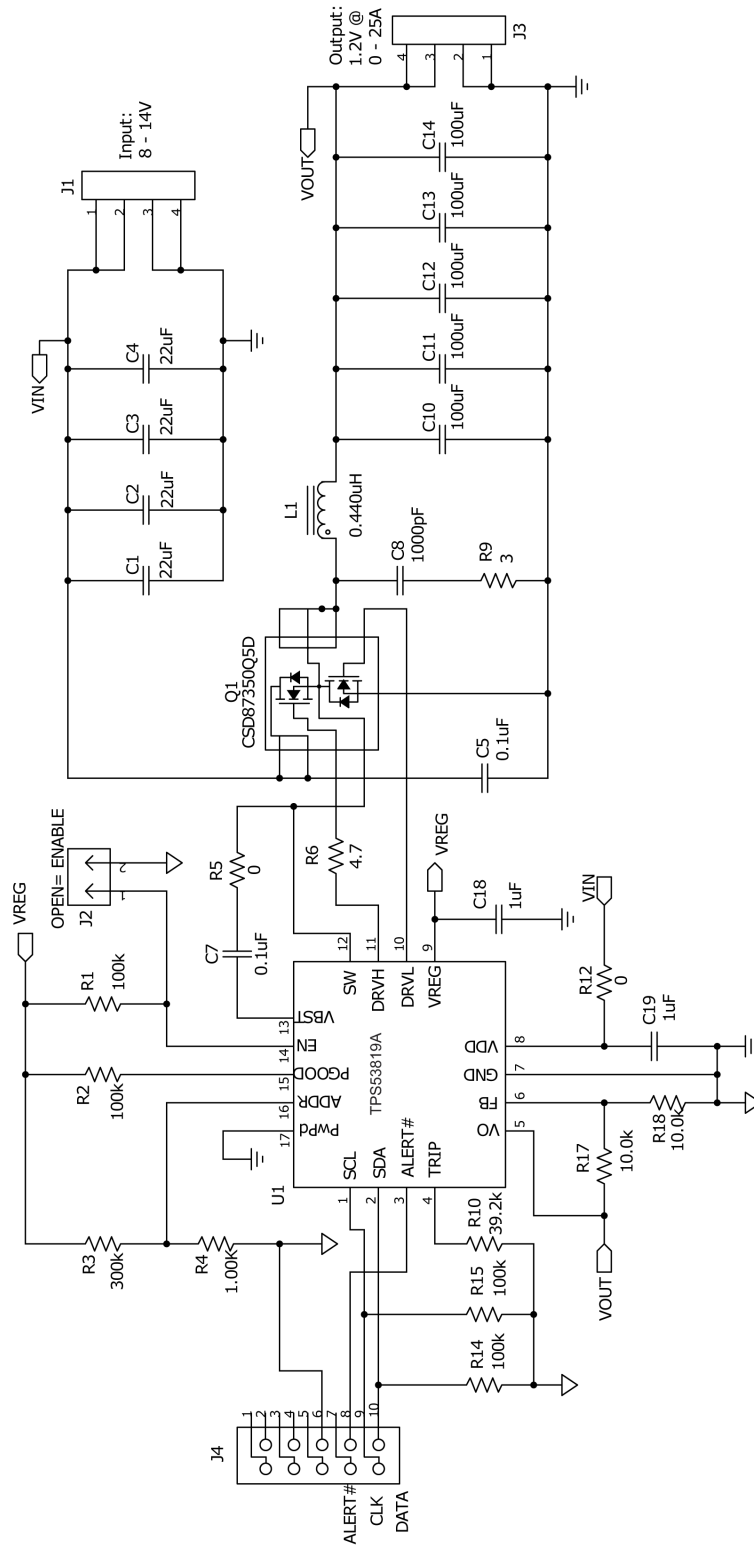 J4
1
2
3
4
5
6
7
8
9
10
ALERT#
CLK
DATA
R3
300k
R4
1.00K
R2
100k
R1
100k
VREG
J2
OPEN= ENABLE
1
2
U1
TPS53819A
17
PwPd
16
ADDR
15
PGOOD
14
EN
13
VBST
1
SCL
2
SDA
3
ALERT#
4
TRIP
5
VO
6
FB
7
GND
8
VDD
9
VREG
10
DRVL
11
DRVH
12
SW
R14
100k
R15
100k
R10
39.2k
VOUT
R17
10.0k
R18
10.0k
C19
1uF
R12
0
VIN
C18
1uF
VREG
C7
0.1uF
R5
0
R6
4.7
C5
0.1uF
Q1
CSD87350Q5D
C8
1000pF
R9
3
L1
0.440uH
VIN
C1
22uF
C2
22uF
C3
22uF
C4
22uF
J1
1
2
3
4
Input:
8 - 14V
C10
100uF
C11
100uF
C12
100uF
C13
100uF
C14
100uF
VOUT
Output:
1.2V @
0 - 25A
4
3
2
1
J3